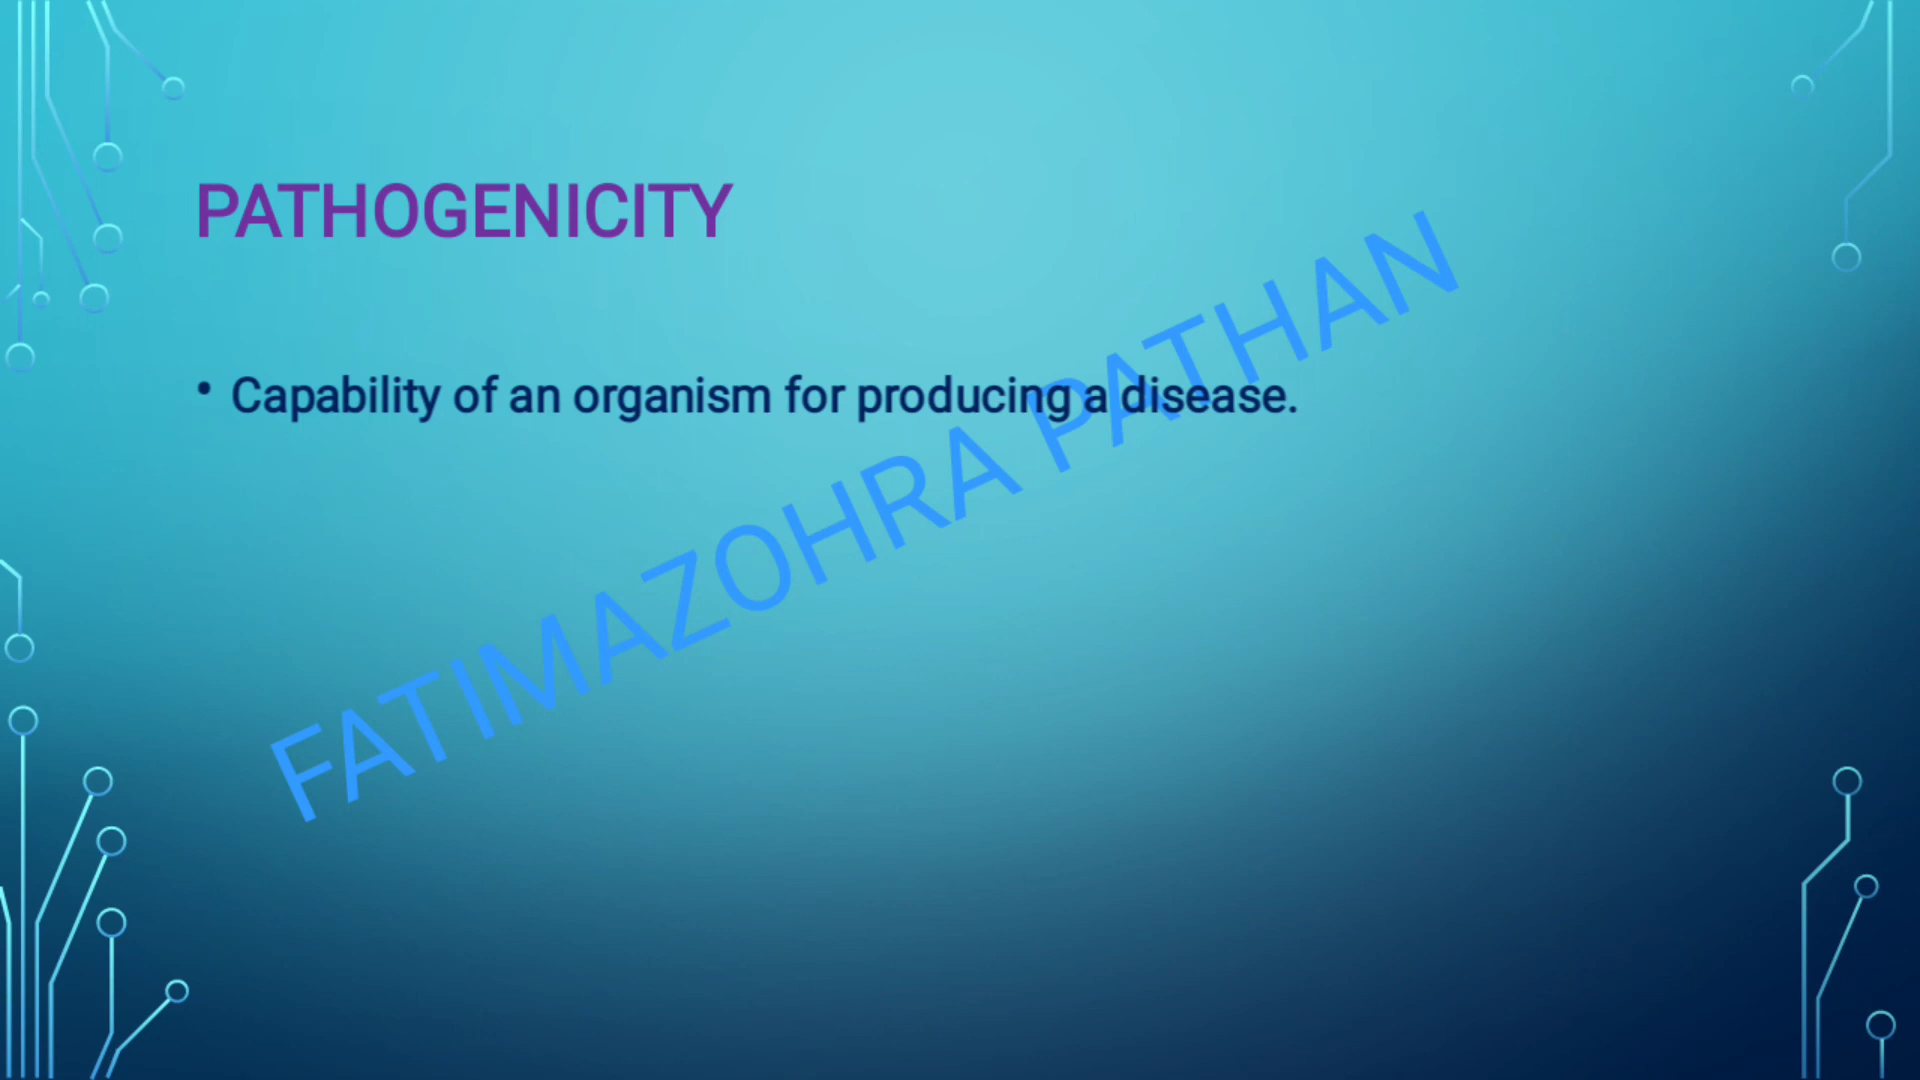 PATHOGENICITY
• Capability of an organism for producing a disease.
FATIMAZOHRA PATHAN